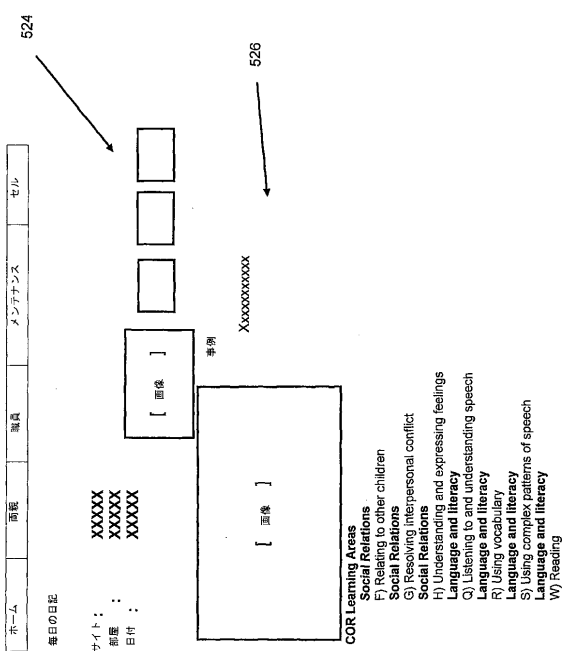 ホーム 両親 職員 メンテナンス セル
毎日の日記
サイト: XXXXX
部屋 : XXXXX
日付 : XXXXX
[ 画像 ]
524
事例
[ 画像 ]
Xxxxxxxxxxxx
526
COR Learning Areas
Social Relations
F) Relating to other children
Social Relations
G) Resolving interpersonal conflict
Social Relations
H) Understanding and expressing feelings
Language and literacy
Q) Listening to and understanding speech
Language and literacy
R) Using vocabulary
Language and literacy
S) Using complex patterns of speech
Language and literacy
W) Reading